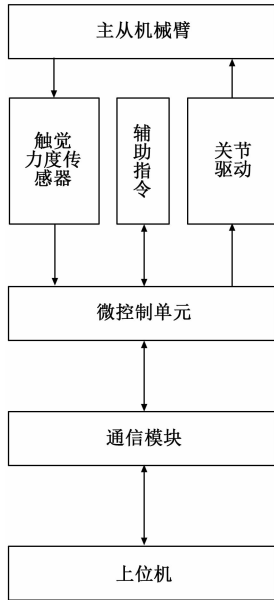 主从机械臂
触觉
力度传
感器
辅助
指令
关节
驱动
微控制单元
通信模块
上位机